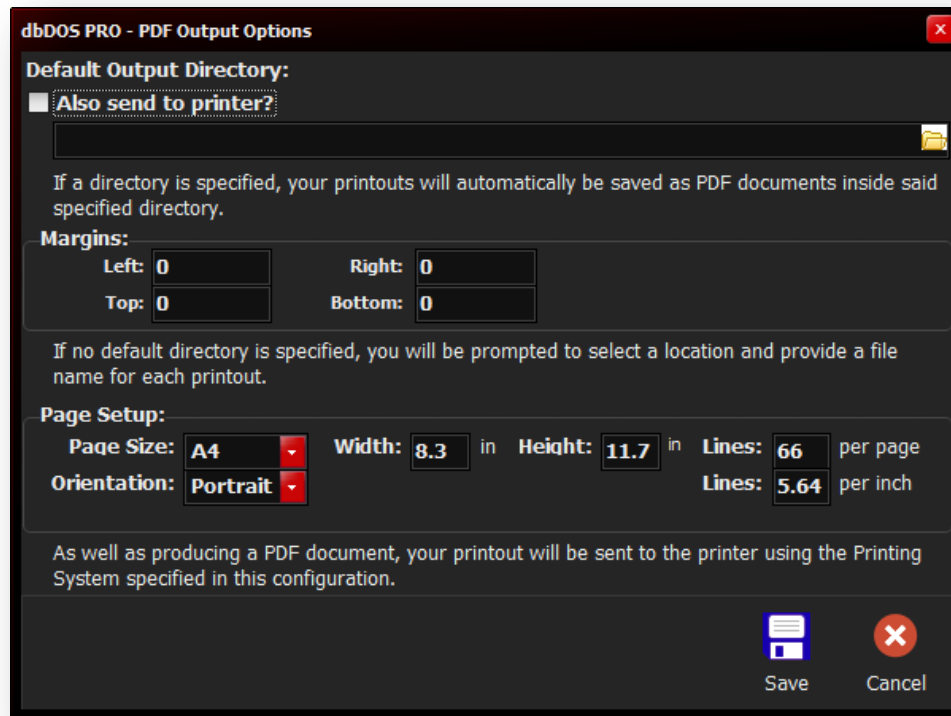 dbDOS PRO - PDF Output Options
Default Output Directory:
Also send to printer?
If a directory is specified, your printouts will automatically be saved as PDF documents inside said
specified directory.
Margins:
Left: 0 Right: 0
Top: 0 Bottom: 0
If no default directory is specified, you will be prompted to select a location and provide a file
name for each printout.
Page Setup:
Page Size: A4 Width: 8.3 in Height: 11.7 in Lines: 66 per page
Orientation: Portrait Lines: 5.64 per inch
As well as producing a PDF document, your printout will be sent to the printer using the Printing
System specified in this configuration.
Save Cancel